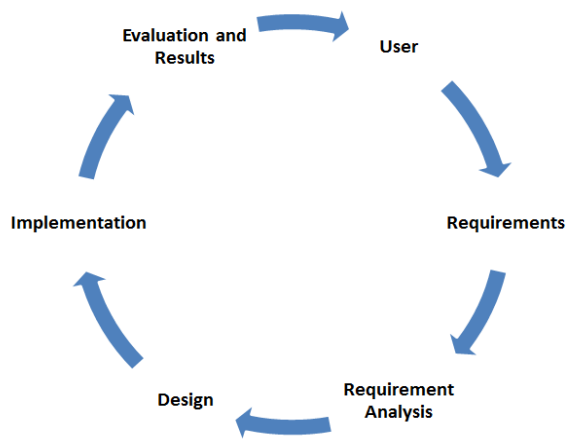 Evaluation and
Results
User
Requirements
Requirement
Analysis
Design
Implementation